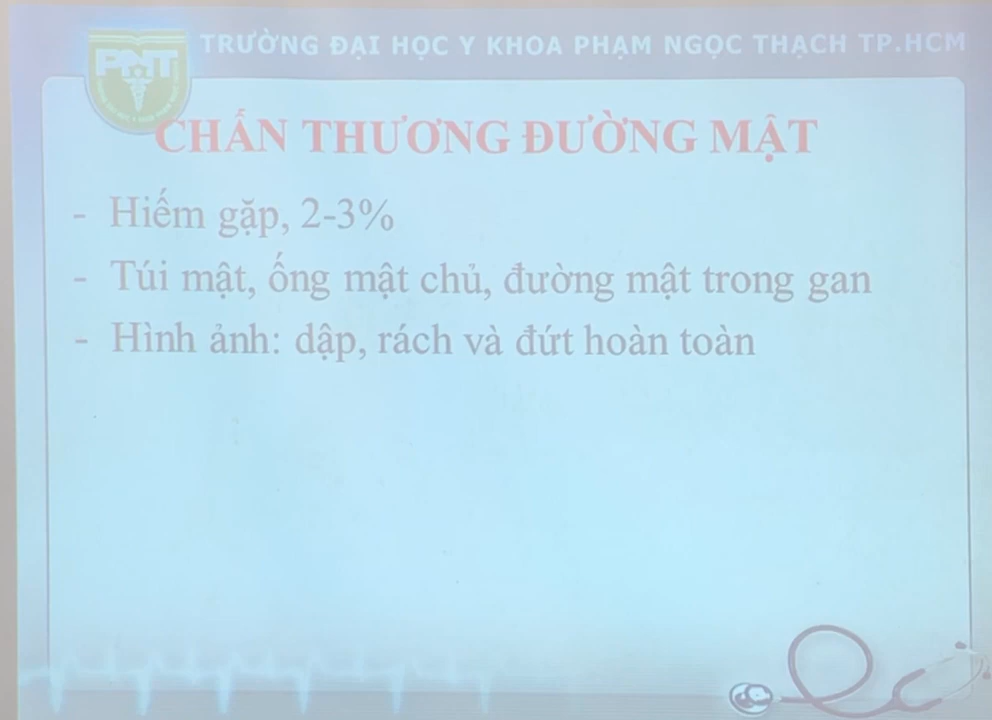 TRƯỜNG ĐẠI HỌC Y KHOA PHẠM NGỌC THẠCH TP.HCM
PNT
CHẤN THƯƠNG ĐƯỜNG MẬT
- Hiếm gặp, 2-3%
- Túi mật, ống mật chủ, đường mật trong gan
- Hình ảnh: dập, rách và đứt hoàn toàn